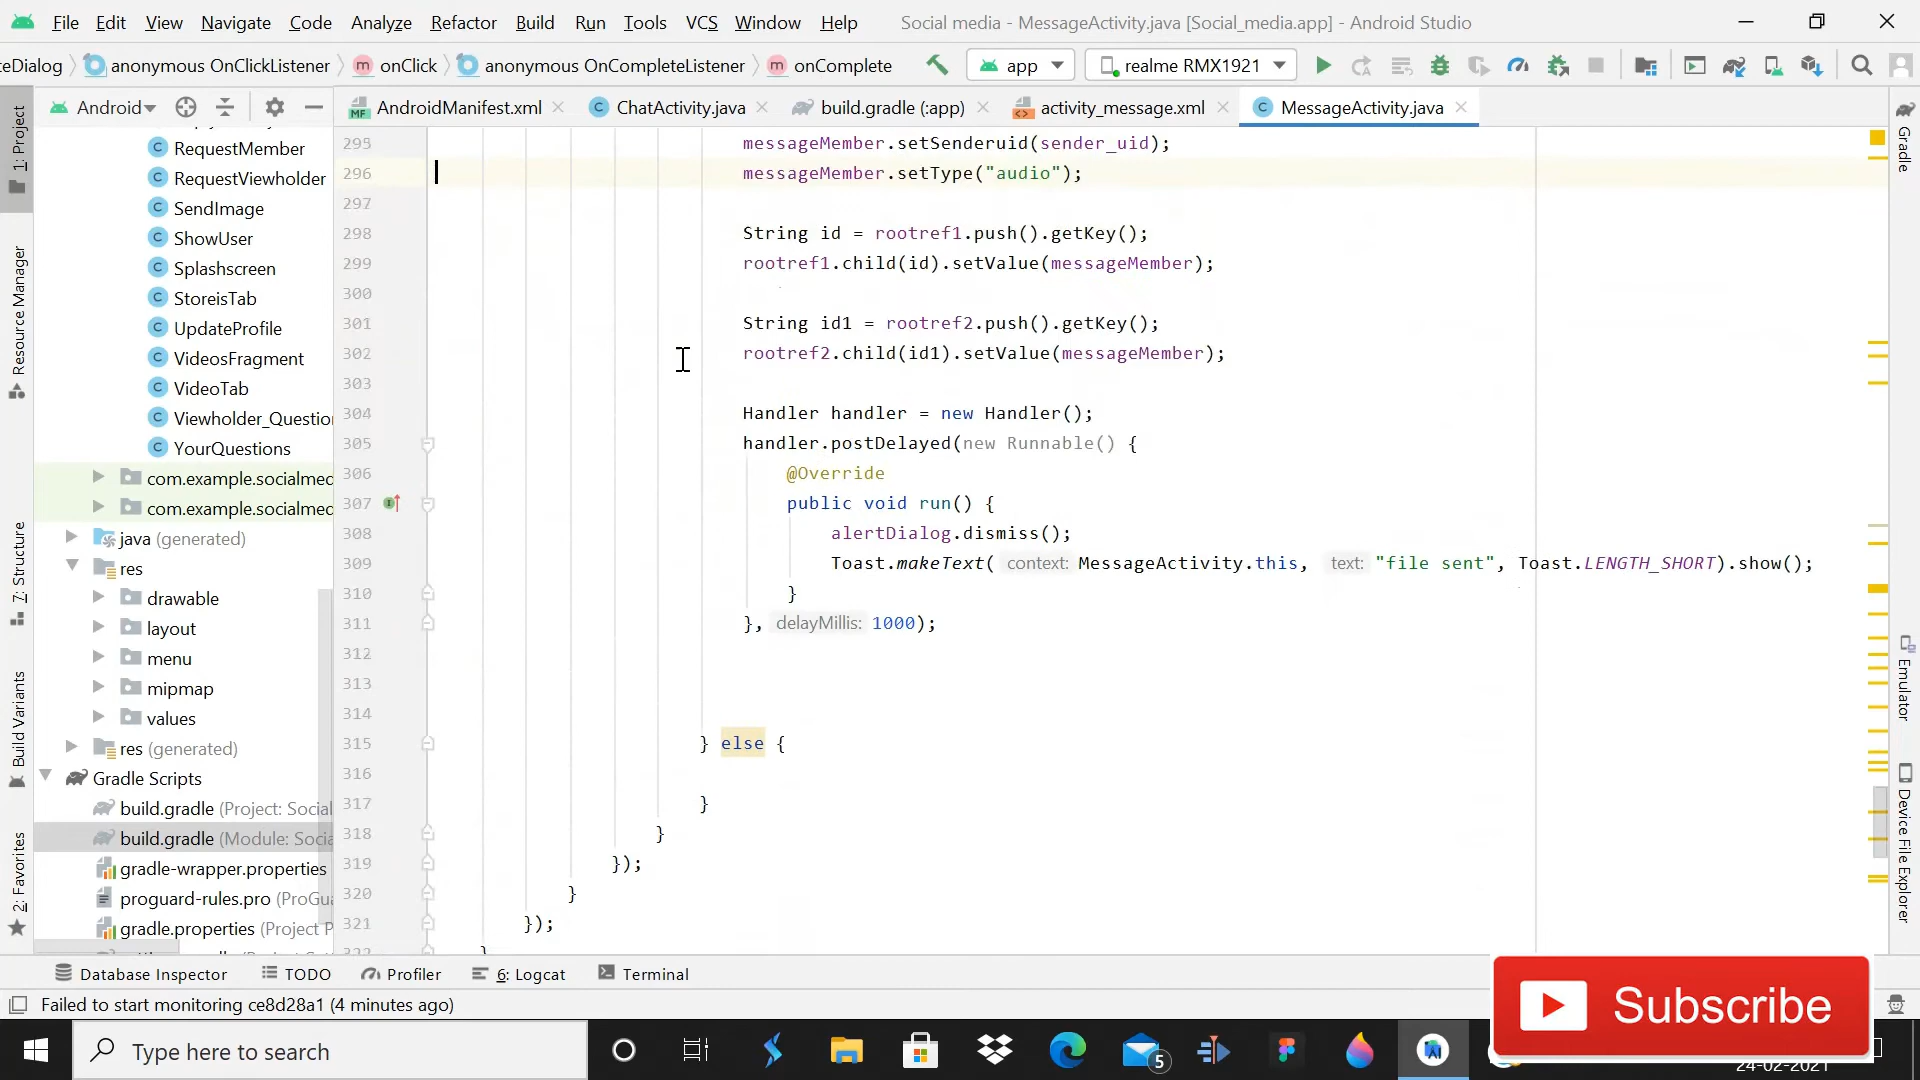 File Edit View Navigate Code Analyze Refactor Build Run Tools VCS Window Help Social media - MessageActivity.java [Social_media.app] - Android Studio
eDialog anonymous OnClickListener onClick anonymous OnCompleteListener onComplete app realme RMX1921
Android AndroidManifest.xml ChatActivity.java build.gradle (:app) activity_message.xml MessageActivity.java
1: Project
Resource Manager
7: Structure
Build Variants
2: Favorites
RequestMember
RequestViewholder
SendImage
ShowUser
Splashscreen
StoreisTab
UpdateProfile
VideosFragment
VideoTab
Viewholder_Question
YourQuestions
com.example.socialmed
com.example.socialmed
java (generated)
res
drawable
layout
menu
mipmap
values
res (generated)
Gradle Scripts
build.gradle (Project: Social
build.gradle (Module: Socia
gradle-wrapper.properties
proguard-rules.pro (ProGu
gradle.properties (Project P
295 messageMember.setSenderuid(sender_uid);
296 messageMember.setType("audio");
297
298 String id = rootref1.push().getKey();
299 rootref1.child(id).setValue(messageMember);
300
301 String id1 = rootref2.push().getKey();
302 rootref2.child(id1).setValue(messageMember);
303
304 Handler handler = new Handler();
305 handler.postDelayed(new Runnable() {
306 @Override
307 public void run() {
308 alertDialog.dismiss();
309 Toast.makeText( context: MessageActivity.this, text: "file sent", Toast.LENGTH_SHORT).show();
310 }
311 }, delayMillis: 1000);
312
313
314
315 } else {
316
317 }
318 }
319 });
320 }
321 });
322 }
Gradle
Emulator
Device File Explorer
Database Inspector TODO Profiler 6: Logcat Terminal
Failed to start monitoring ce8d28a1 (4 minutes ago)
Subscribe
Type here to search
5
24-02-2021